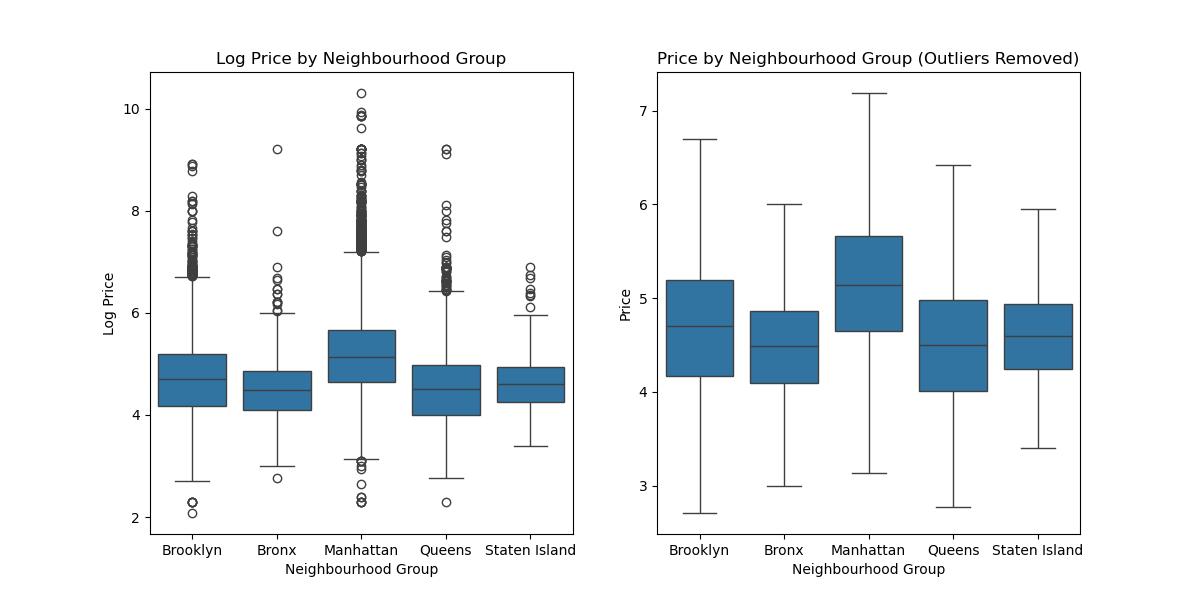 Log Price by Neighbourhood Group
Log Price
10
8
6
4
2
Brooklyn Bronx Manhattan Queens Staten Island
Neighbourhood Group
Price by Neighbourhood Group (Outliers Removed)
Price
7
6
5
4
3
Brooklyn Bronx Manhattan Queens Staten Island
Neighbourhood Group